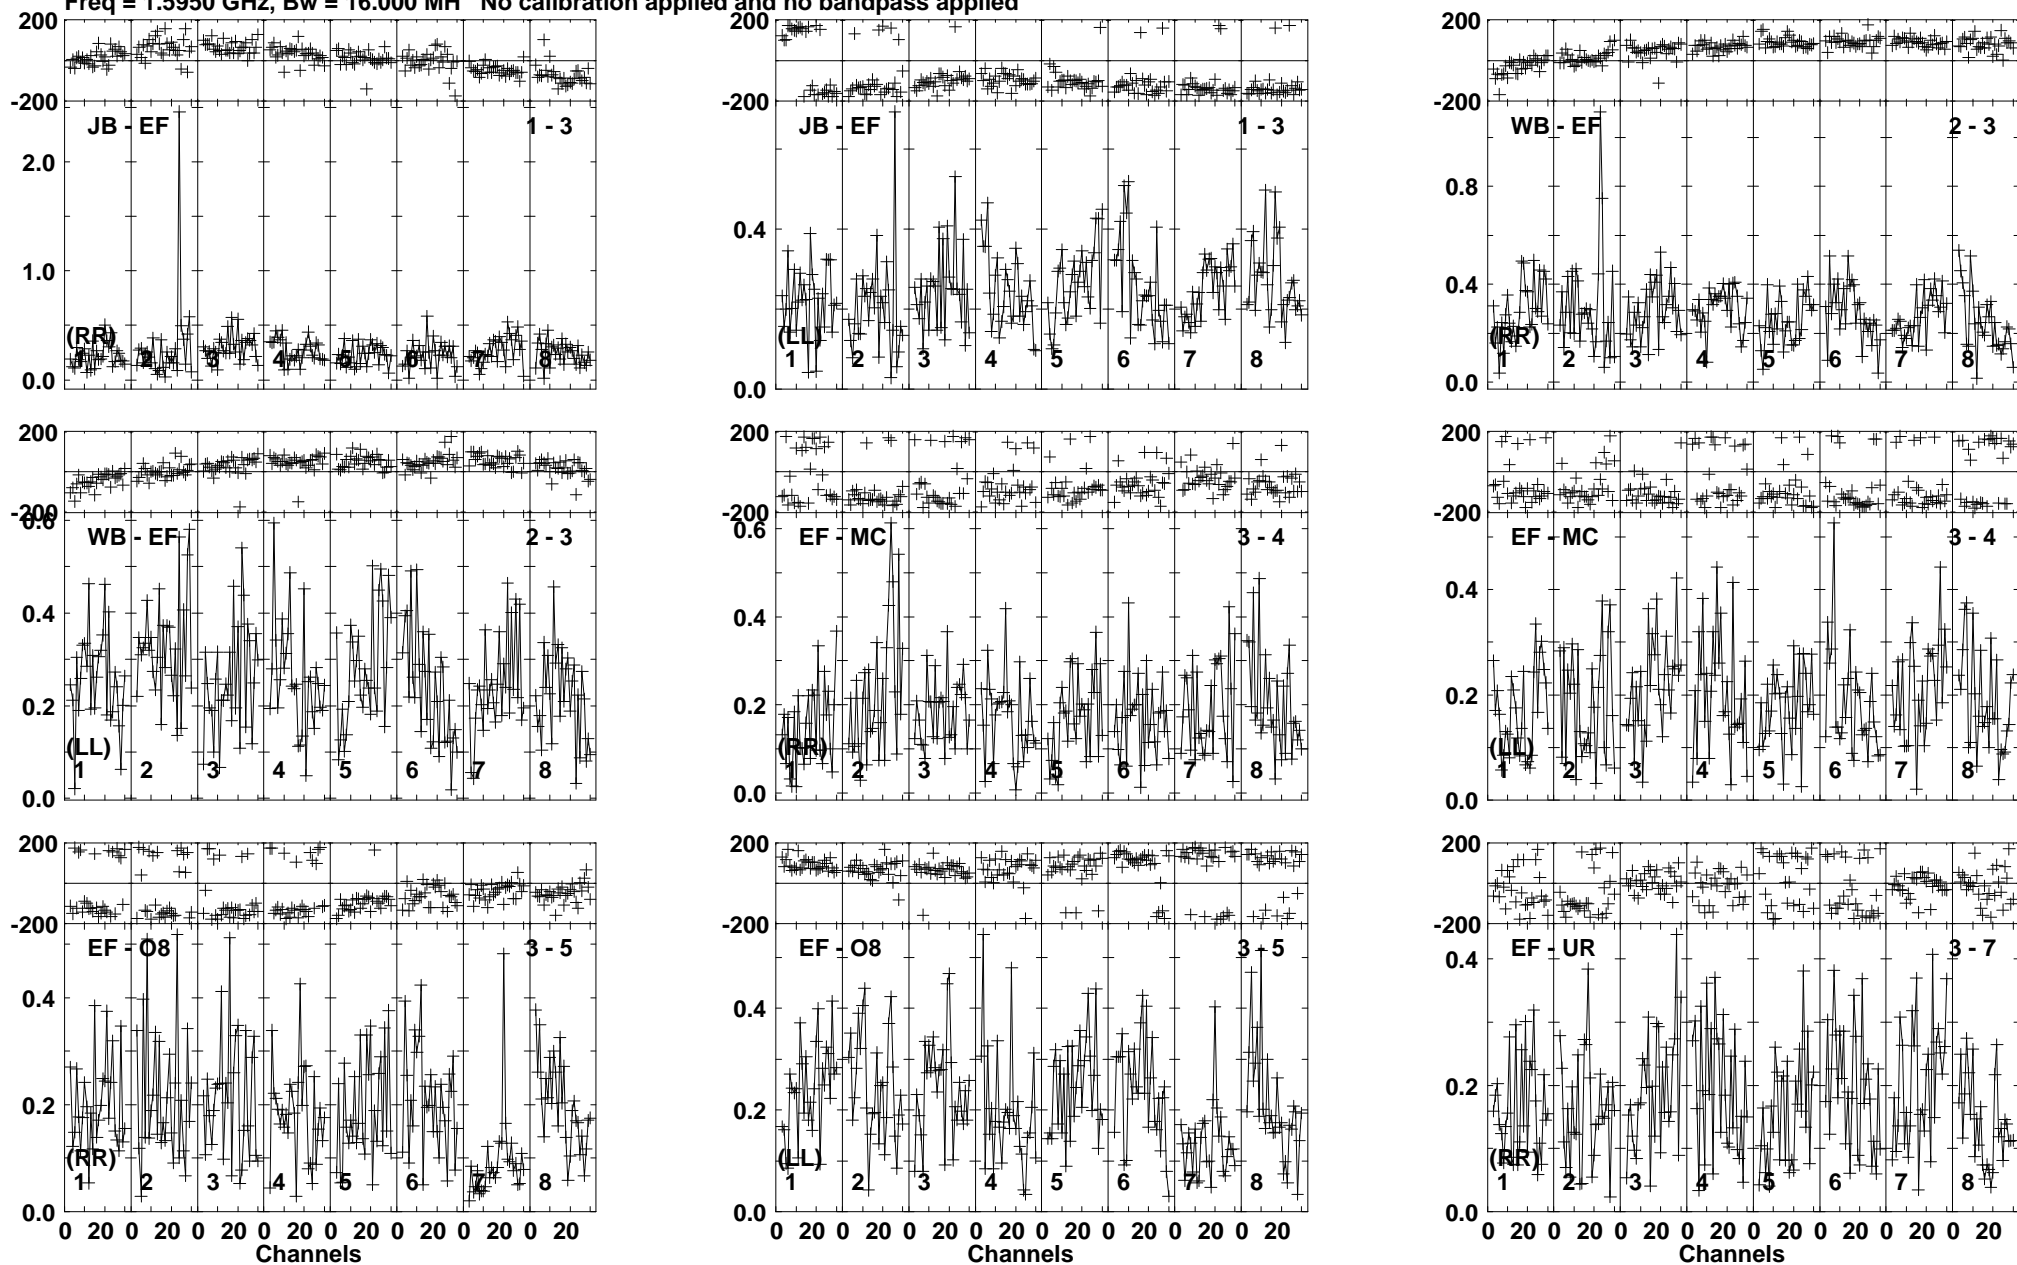 Freq = 1.5950 GHz, Bw = 16.000 MH No calibration applied and no bandpass applied
200
-200
JB - EF 1 - 3
2.0
1.0
0.0
(RR)
1 2 3 4 5 6 7 8
200
-200
JB - EF 1 - 3
0.4
0.0
(LL)
1 2 3 4 5 6 7 8
200
-200
WB - EF 2 - 3
0.8
0.4
0.0
(RR)
1 2 3 4 5 6 7 8
200
-200
0.6
WB - EF 2 - 3
0.4
0.2
0.0
(LL)
1 2 3 4 5 6 7 8
200
-200
0.6
EF - MC 3 - 4
0.4
0.2
0.0
(RR)
1 2 3 4 5 6 7 8
200
-200
EF - MC 3 - 4
0.4
0.2
0.0
(LL)
1 2 3 4 5 6 7 8
200
-200
EF - O8 3 - 5
0.4
0.2
0.0
(RR)
1 2 3 4 5 6 7 8
0 20 0 20 0 20 0 20 0 20 0 20 0 20 0 20
Channels
200
-200
EF - O8 3 - 5
0.4
0.2
0.0
(LL)
1 2 3 4 5 6 7 8
0 20 0 20 0 20 0 20 0 20 0 20 0 20 0 20
Channels
200
-200
EF - UR 3 - 7
0.4
0.2
0.0
(RR)
1 2 3 4 5 6 7 8
0 20 0 20 0 20 0 20 0 20 0 20 0 20 0 20
Channels